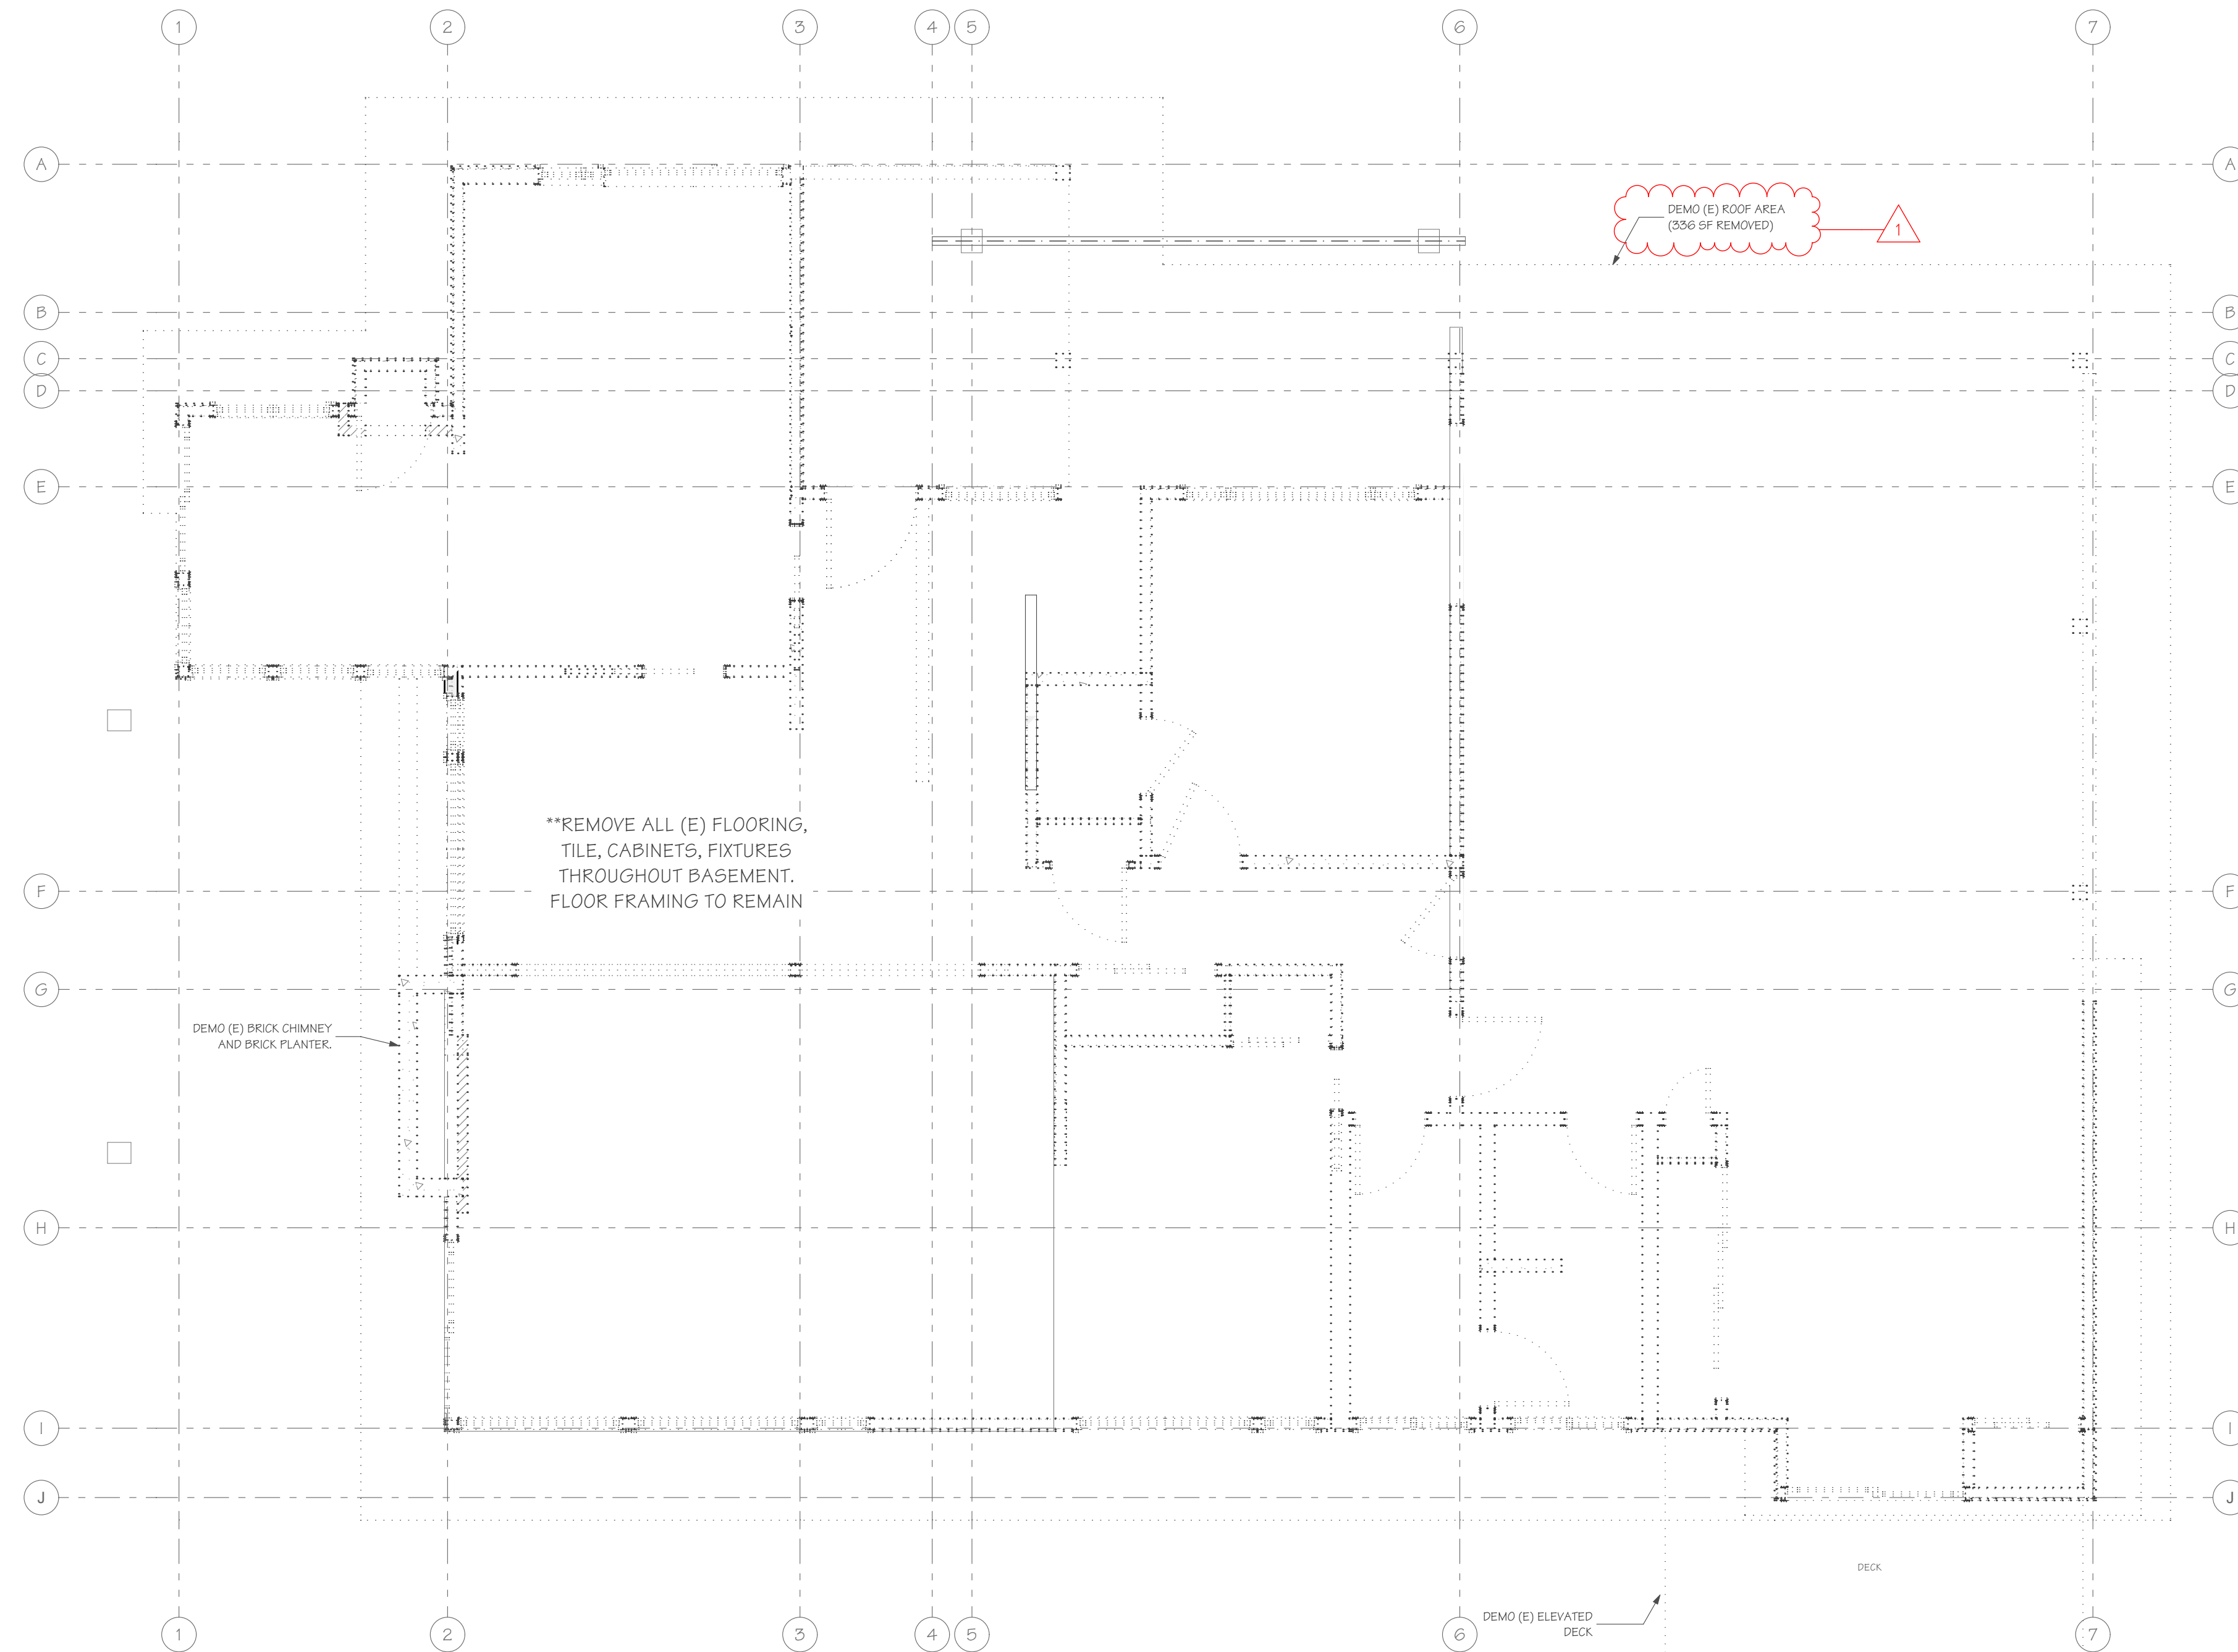 1 2 3 4 5 6 7
A A
DEMO (E) ROOF AREA
(336 SF REMOVED)
1
B B
C C
D D
E E
**REMOVE ALL (E) FLOORING,
TILE, CABINETS, FIXTURES
THROUGHOUT BASEMENT.
FLOOR FRAMING TO REMAIN
F F
G G
DEMO (E) BRICK CHIMNEY
AND BRICK PLANTER.
H H
I I
J J
DECK
DEMO (E) ELEVATED
DECK
1 2 3 4 5 6 7